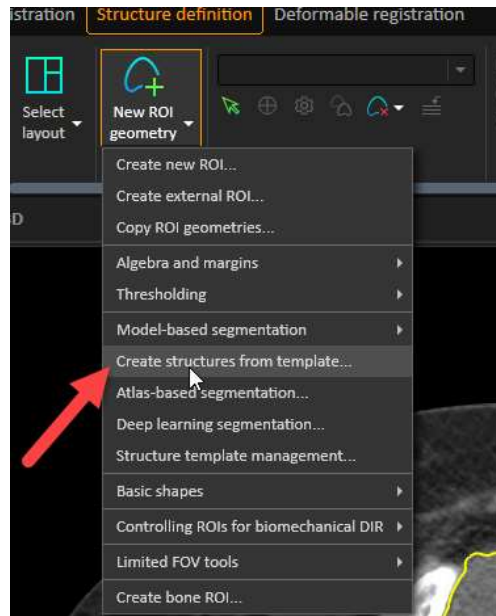 istration Structure definition Deformable registration
Select layout
New ROI geometry
D
Create new ROI...
Create external ROI...
Copy ROI geometries...
Algebra and margins
Thresholding
Model-based segmentation
Create structures from template...
Atlas-based segmentation...
Deep learning segmentation...
Structure template management...
Basic shapes
Controlling ROIs for biomechanical DIR
Limited FOV tools
Create bone ROI...